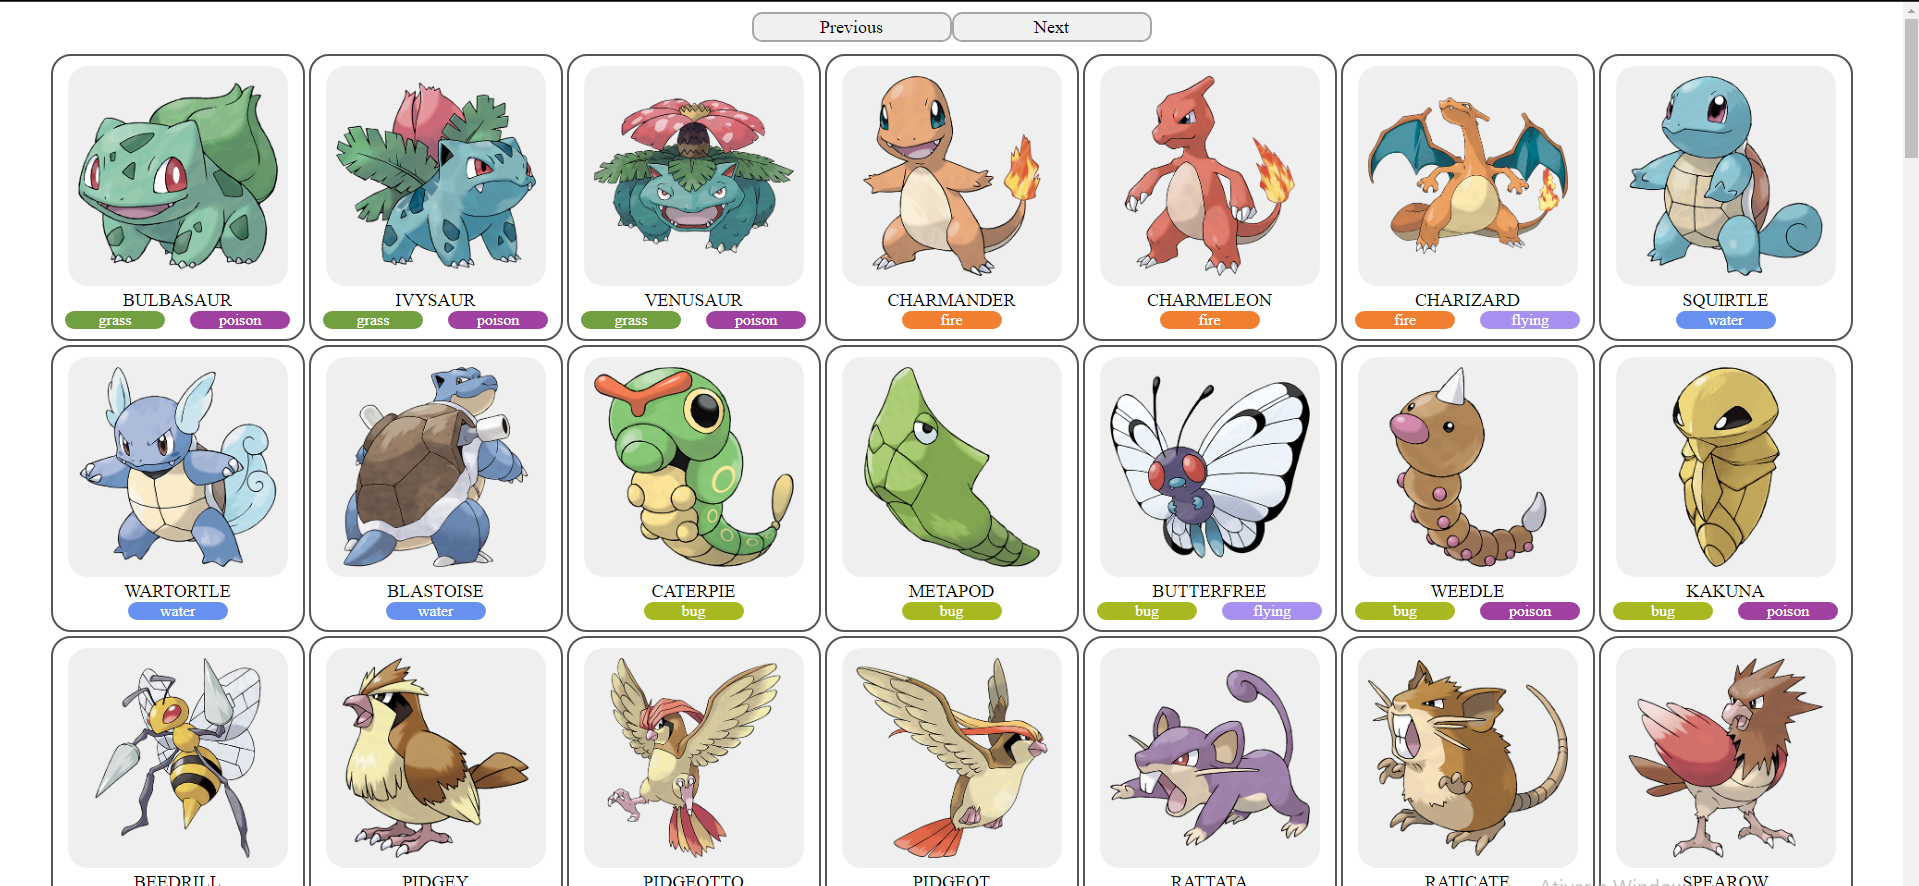 Previous Next
BULBASAUR IVYSAUR VENUSAUR CHARMANDER CHARMELEON CHARIZARD SQUIRTLE
grass poison grass poison grass poison fire fire fire flying water
WARTORTLE BLASTOISE CATERPIE METAPOD BUTTERFREE WEEDLE KAKUNA
water water bug bug bug flying bug poison bug poison
BEEDRILL PIDGEY PIDGEOTTO PIDGEOT RATTATA RATICATE SPEAROW